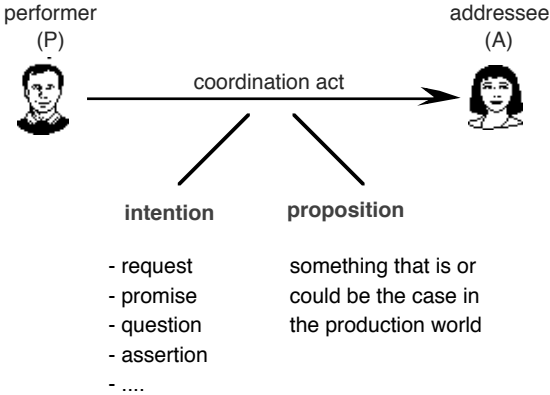 performer
(P)
addressee
(A)
coordination act
intention
proposition
- request
- promise
- question
- assertion
- ....
something that is or
could be the case in
the production world